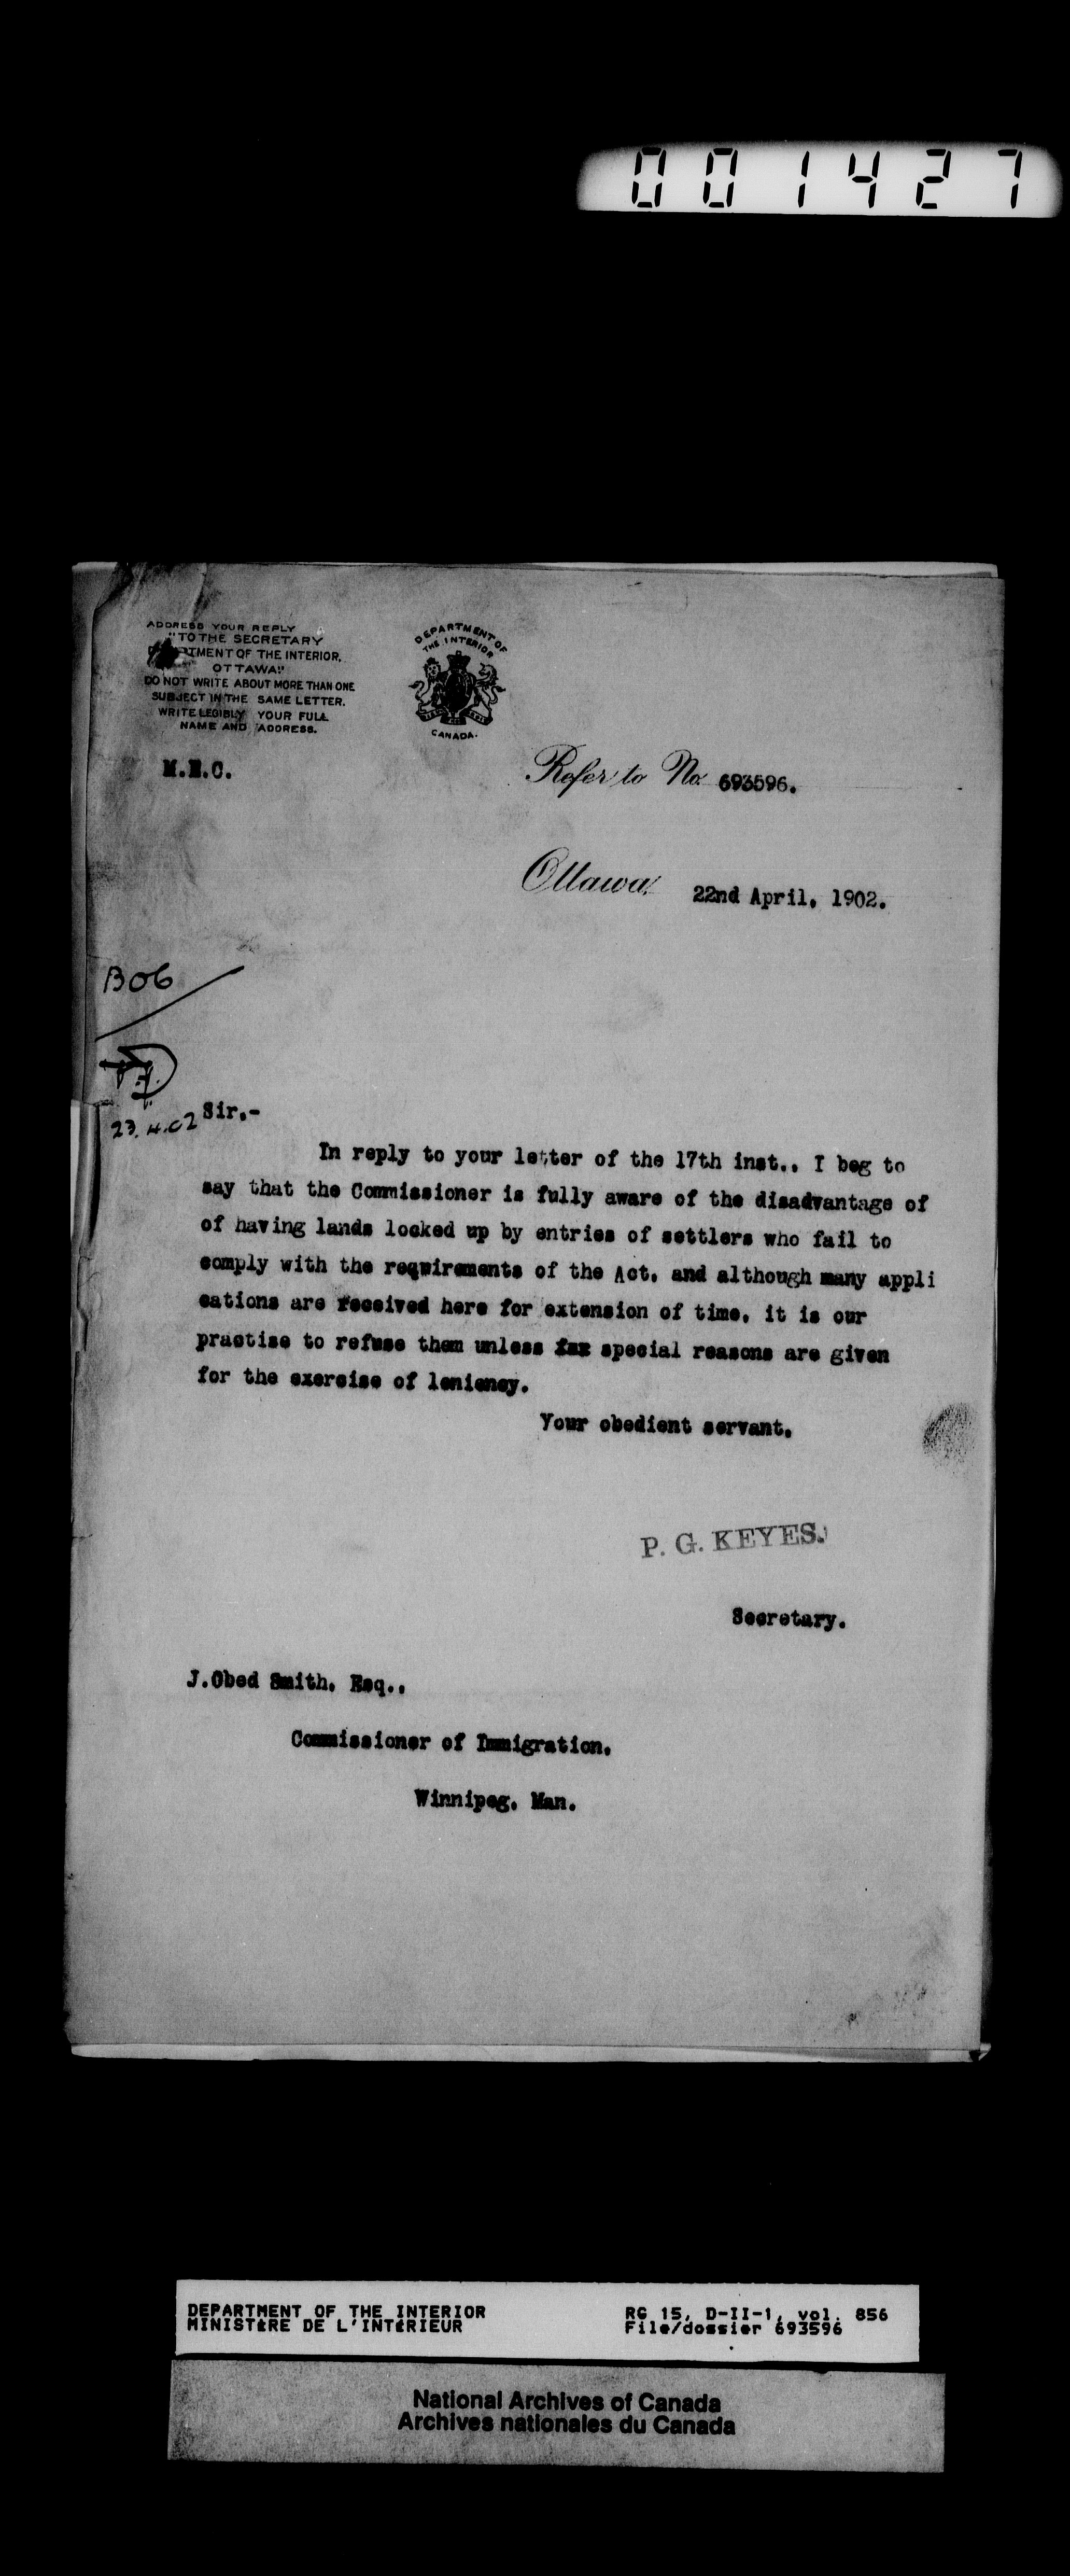 001427
ADDRESS YOUR REPLY
"TO THE SECRETARY
OF THE INTERIOR,
OTTAWA."
DO NOT WRITE ABOUT MORE THAN ONE
SUBJECT IN THE SAME LETTER.
WRITE LEGIBLY YOUR FULL
NAME AND ADDRESS.
DEPARTMENT OF
THE INTERIOR
CANADA.
Refer to No. 693596.
Ottawa, 22nd April, 1902.
B06
23.4.02
Sir,-
In reply to your letter of the 17th inst., I beg to
say that the Commissioner is fully aware of the disadvantage of
of having lands locked up by entries of settlers who fail to
comply with the requirements of the Act, and although many appli
cations are received here for extension of time, it is our
practise to refuse them unless special reasons are given
for the exercise of leniency.
Your obedient servant,
P. G. KEYES.
Secretary.
J.Obed Smith, Esq.,
Commissioner of Immigration,
Winnipeg, Man.
DEPARTMENT OF THE INTERIOR
MINISTÈRE DE L'INTÉRIEUR
RG 15, D-II-1, vol. 856
File/dossier 693596
National Archives of Canada
Archives nationales du Canada